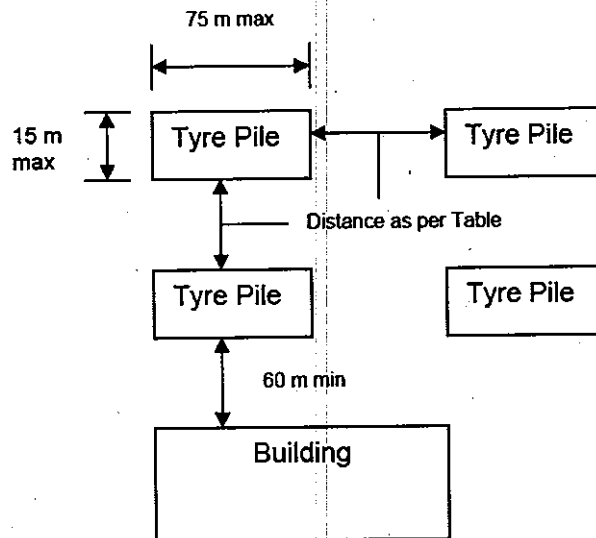 75 m max
15 m
max
Tyre Pile
Tyre Pile
Distance as per Table
Tyre Pile
Tyre Pile
60 m min
Building